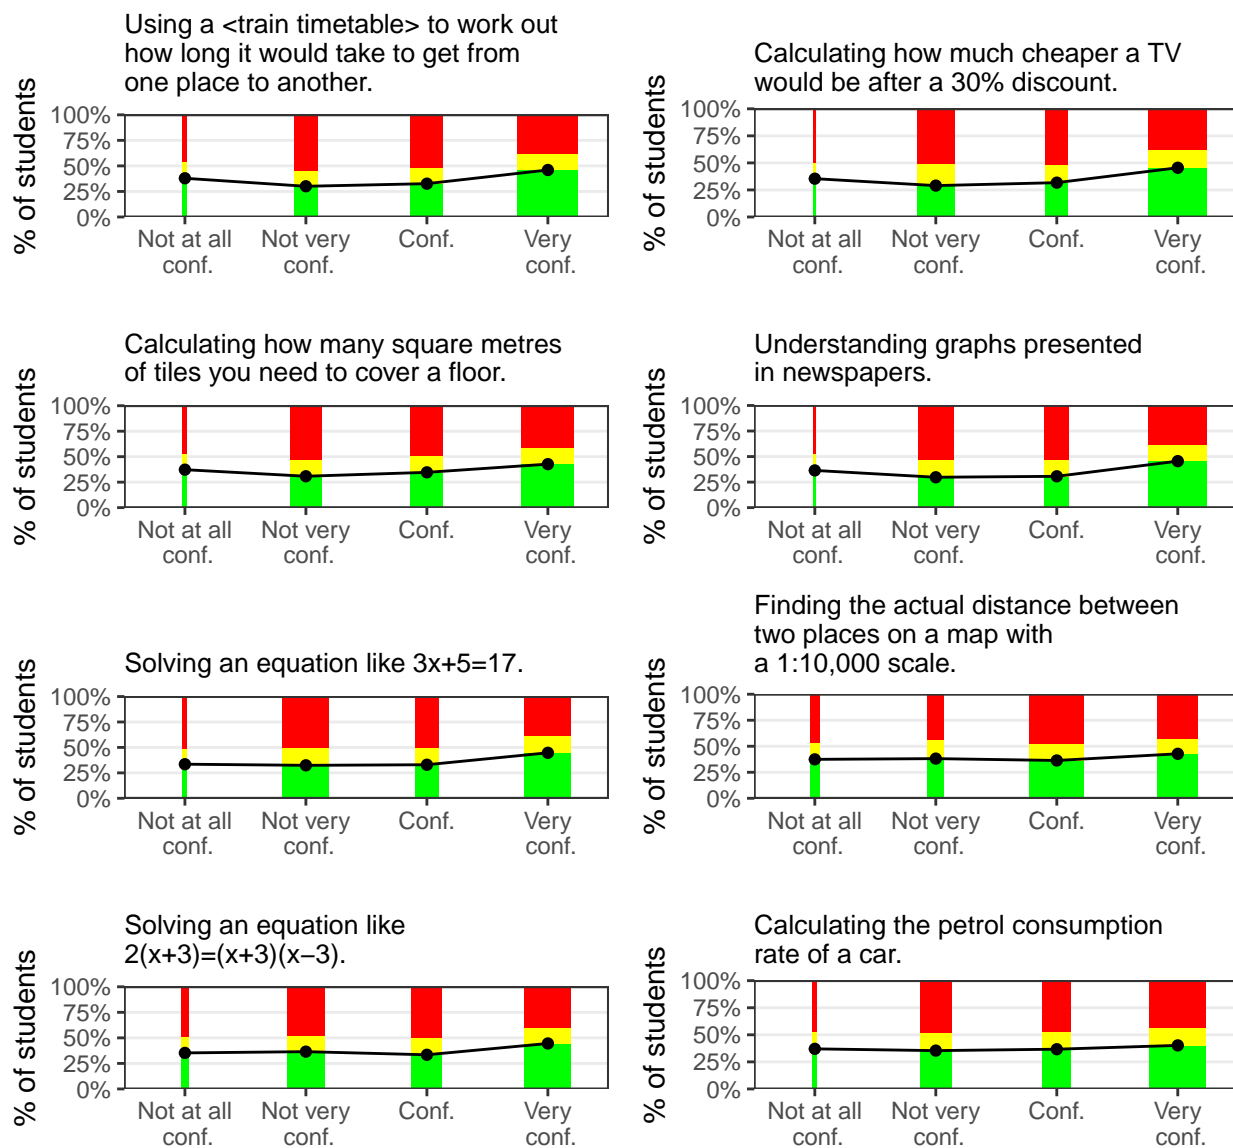 Using a <train timetable> to work out
how long it would take to get from
one place to another.
% of students
100%
75%
50%
25%
0%
Not at all
conf.
Not very
conf.
Conf.
Very
conf.
Calculating how much cheaper a TV
would be after a 30% discount.
% of students
100%
75%
50%
25%
0%
Not at all
conf.
Not very
conf.
Conf.
Very
conf.
Calculating how many square metres
of tiles you need to cover a floor.
% of students
100%
75%
50%
25%
0%
Not at all
conf.
Not very
conf.
Conf.
Very
conf.
Understanding graphs presented
in newspapers.
% of students
100%
75%
50%
25%
0%
Not at all
conf.
Not very
conf.
Conf.
Very
conf.
Solving an equation like 3x+5=17.
% of students
100%
75%
50%
25%
0%
Not at all
conf.
Not very
conf.
Conf.
Very
conf.
Finding the actual distance between
two places on a map with
a 1:10,000 scale.
% of students
100%
75%
50%
25%
0%
Not at all
conf.
Not very
conf.
Conf.
Very
conf.
Solving an equation like
2(x+3)=(x+3)(x−3).
% of students
100%
75%
50%
25%
0%
Not at all
conf.
Not very
conf.
Conf.
Very
conf.
Calculating the petrol consumption
rate of a car.
% of students
100%
75%
50%
25%
0%
Not at all
conf.
Not very
conf.
Conf.
Very
conf.